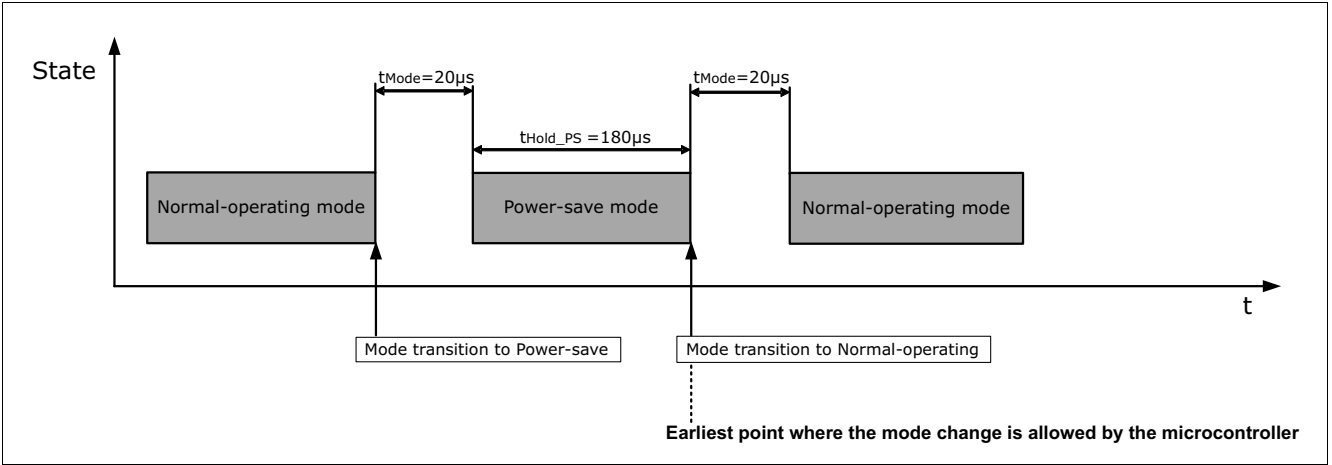 State
tMode=20µs
tMode=20µs
tHold_PS =180µs
Normal-operating mode
Power-save mode
Normal-operating mode
t
Mode transition to Power-save
Mode transition to Normal-operating
Earliest point where the mode change is allowed by the microcontroller